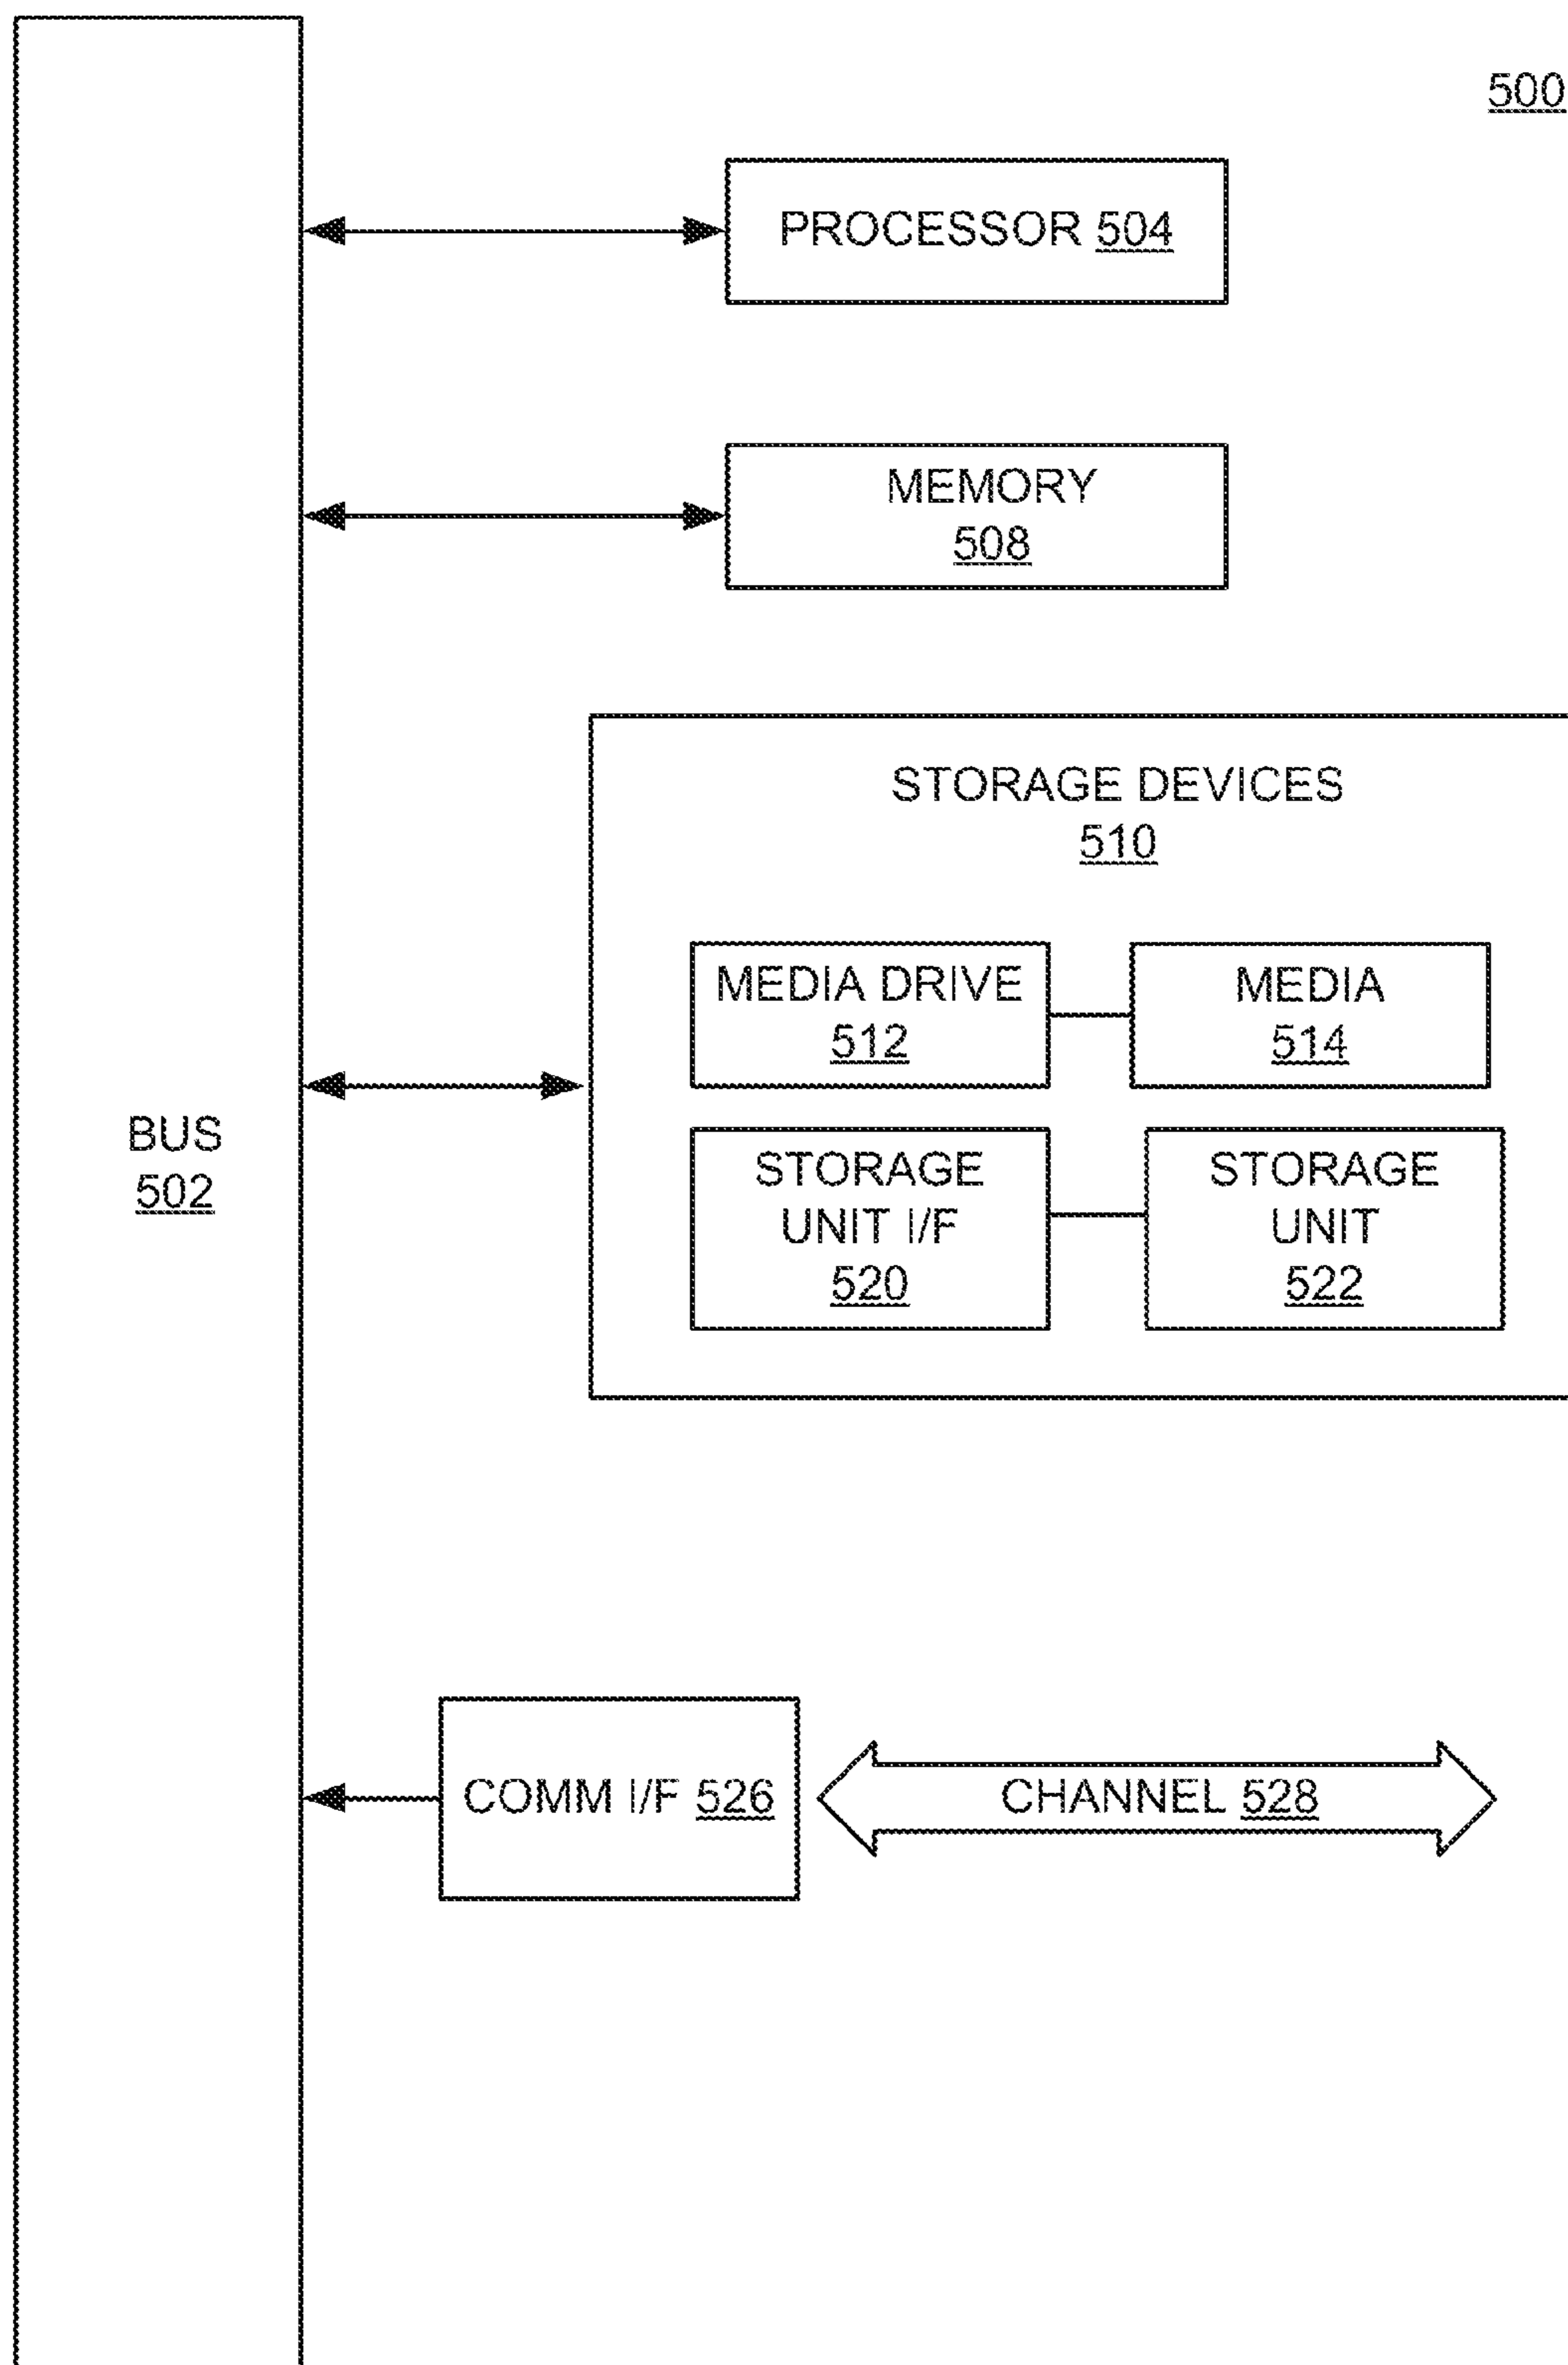 500
PROCESSOR 504
MEMORY
508
STORAGE DEVICES
510
MEDIA DRIVE
512
MEDIA
514
BUS
502
STORAGE
UNIT I/F
520
STORAGE
UNIT
522
COMM I/F 526
CHANNEL 528